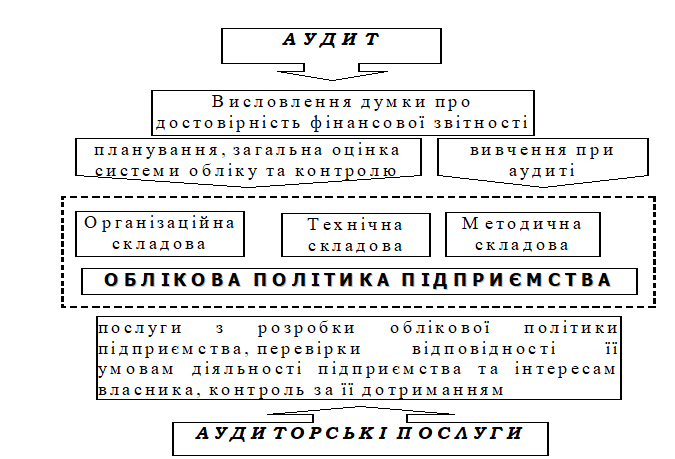 АУДИТ
Висловлення думки про
достовірність фінансової звітності
планування, загальна оцінка
системи обліку та контролю
вивчення при
аудиті
Організаційна
складова
Технічна
складова
Методична
складова
ОБЛІКОВА ПОЛІТИКА ПІДПРИЄМСТВА
послуги з розробки облікової політики
підприємства, перевірки відповідності її
умовам діяльності підприємства та інтересам
власника, контроль за її дотриманням
АУДИТОРСЬКІ ПОСЛУГИ